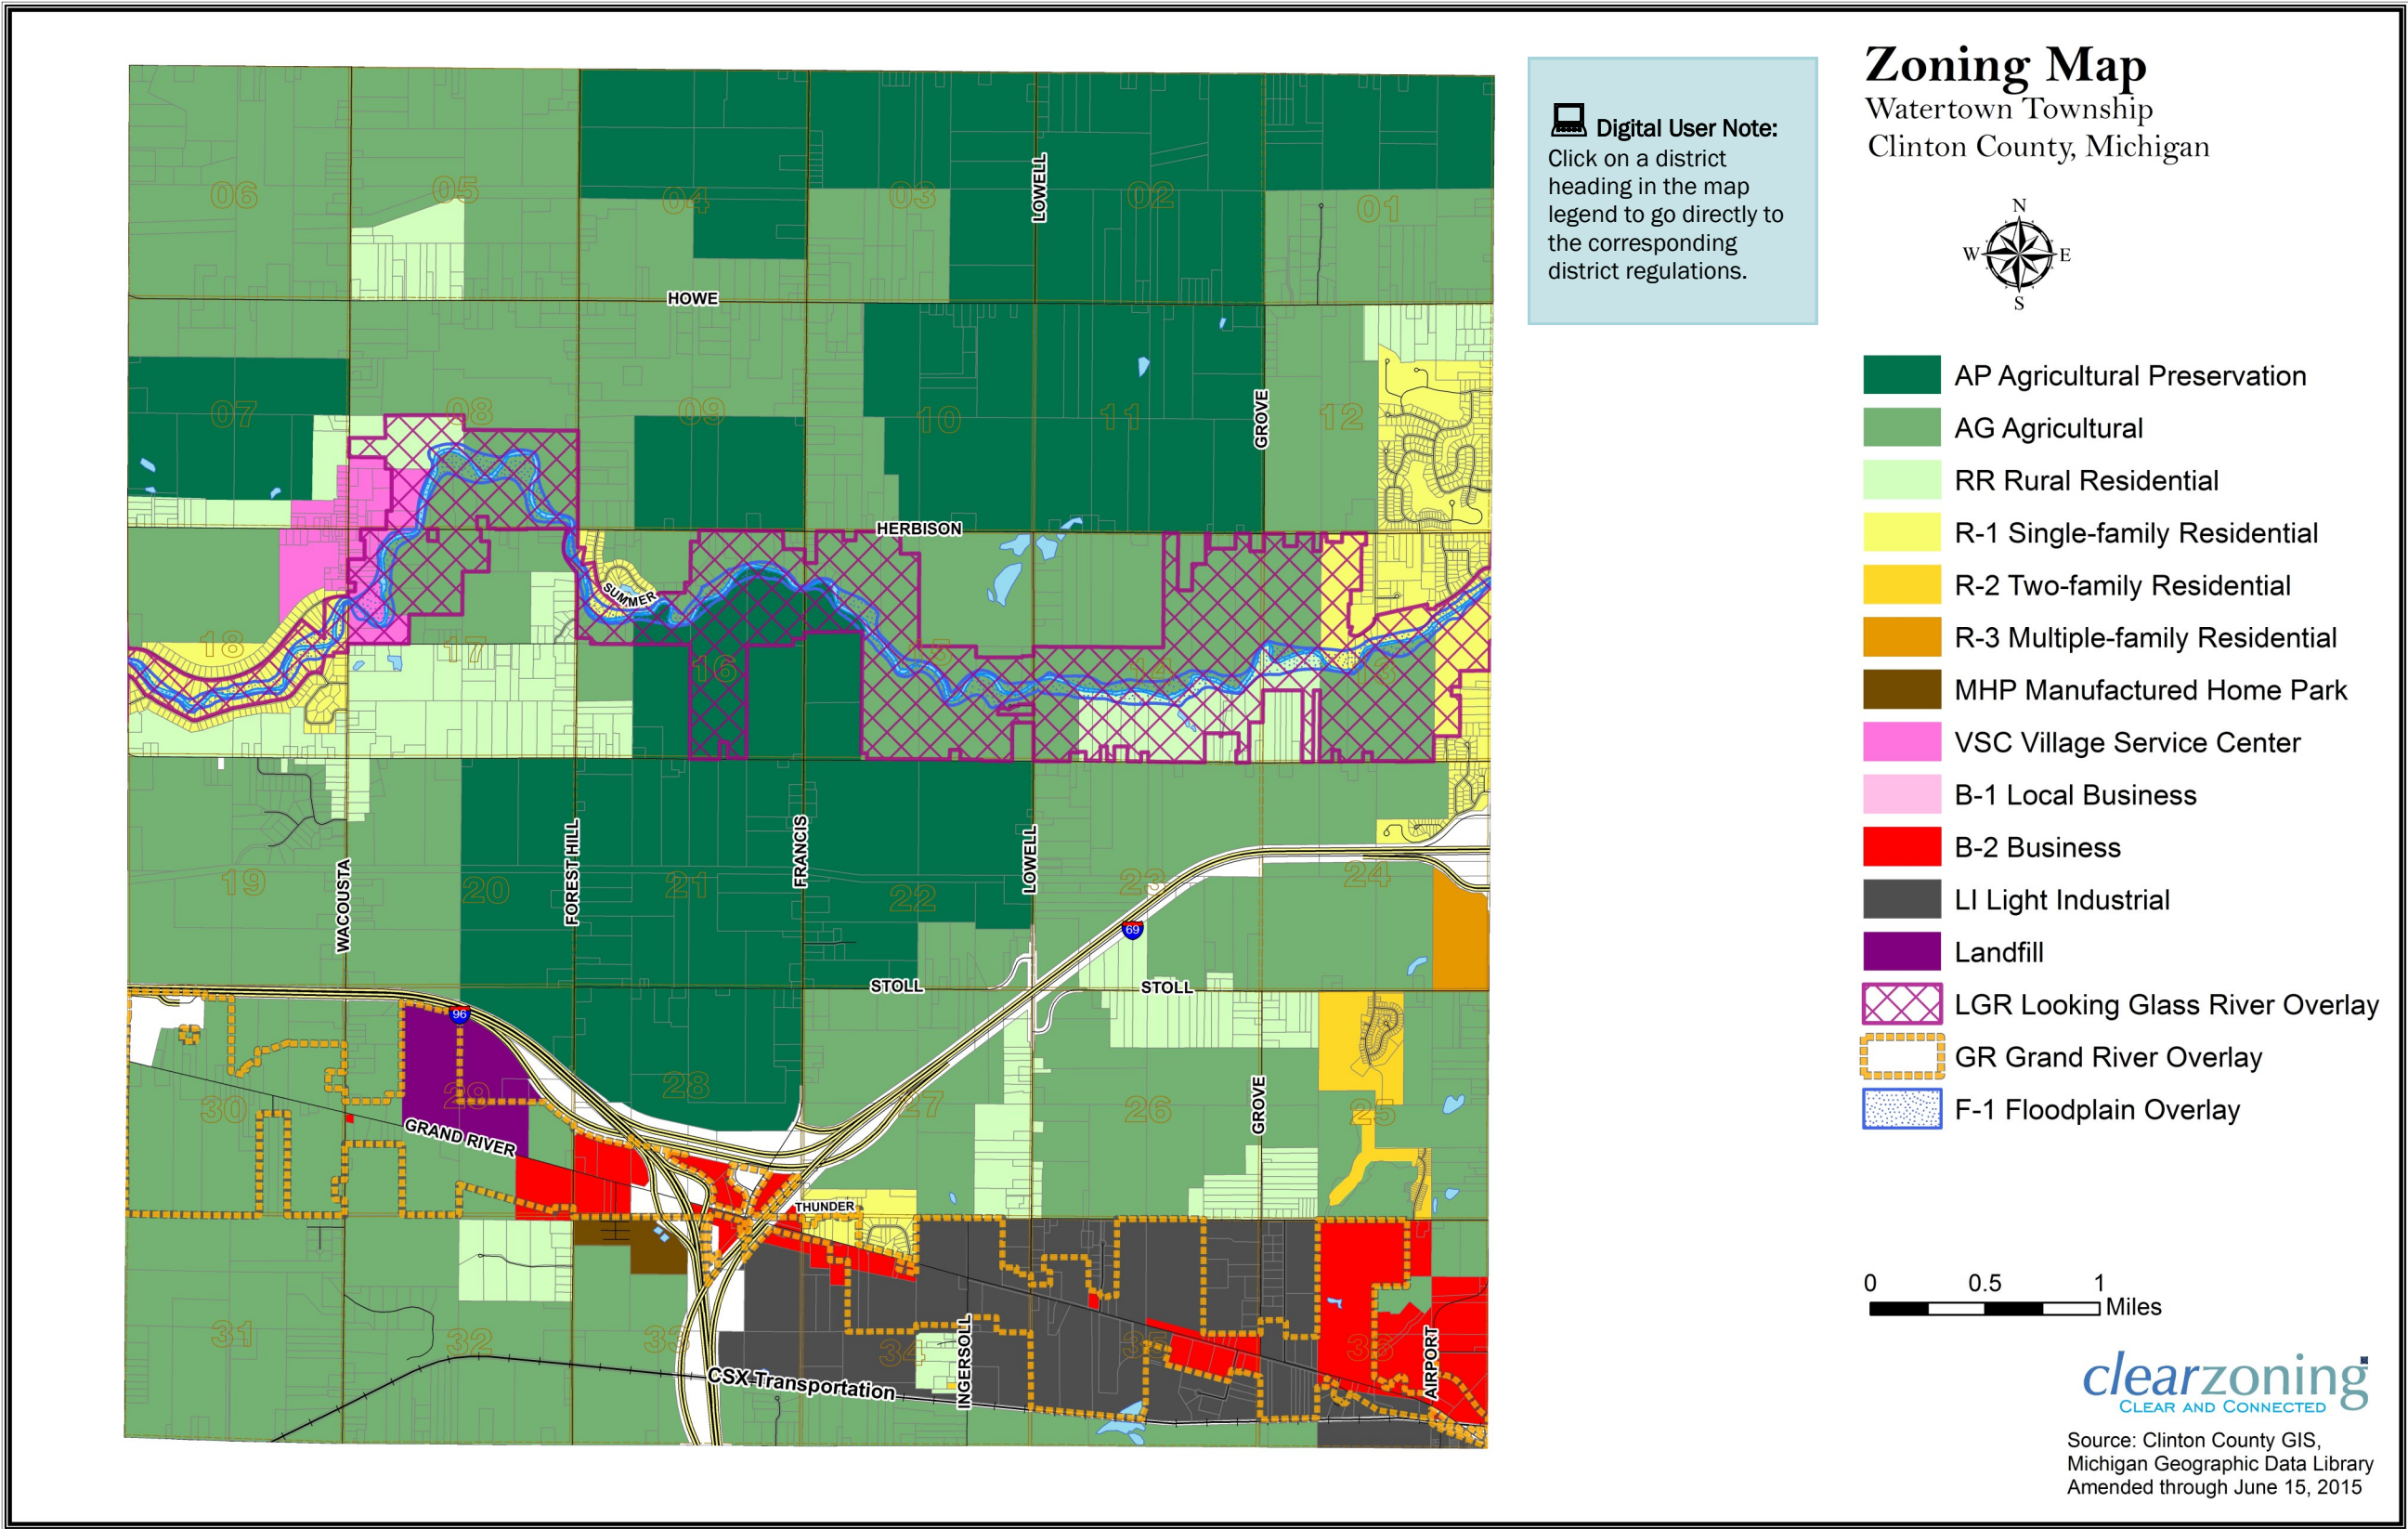 Zoning Map
Watertown Township
Clinton County, Michigan
Digital User Note:
Click on a district
heading in the map
legend to go directly to
the corresponding
district regulations.
N
W
E
S
AP Agricultural Preservation
AG Agricultural
RR Rural Residential
R-1 Single-family Residential
R-2 Two-family Residential
R-3 Multiple-family Residential
MHP Manufactured Home Park
VSC Village Service Center
B-1 Local Business
B-2 Business
LI Light Industrial
Landfill
LGR Looking Glass River Overlay
GR Grand River Overlay
F-1 Floodplain Overlay
0 0.5 1
Miles
clearzoning
CLEAR AND CONNECTED
Source: Clinton County GIS,
Michigan Geographic Data Library
Amended through June 15, 2015
06
05
04
03
LOWELL
02
01
HOWE
07
08
09
10
11
GROVE
12
HERBISON
SUMMER
18
17
16
15
14
13
WACOUSTA
FOREST HILL
FRANCIS
LOWELL
19
20
21
22
23
24
69
STOLL
STOLL
96
30
29
28
27
26
GROVE
25
GRAND RIVER
THUNDER
31
32
33
34
INGERSOLL
35
36
AIRPORT
CSX Transportation